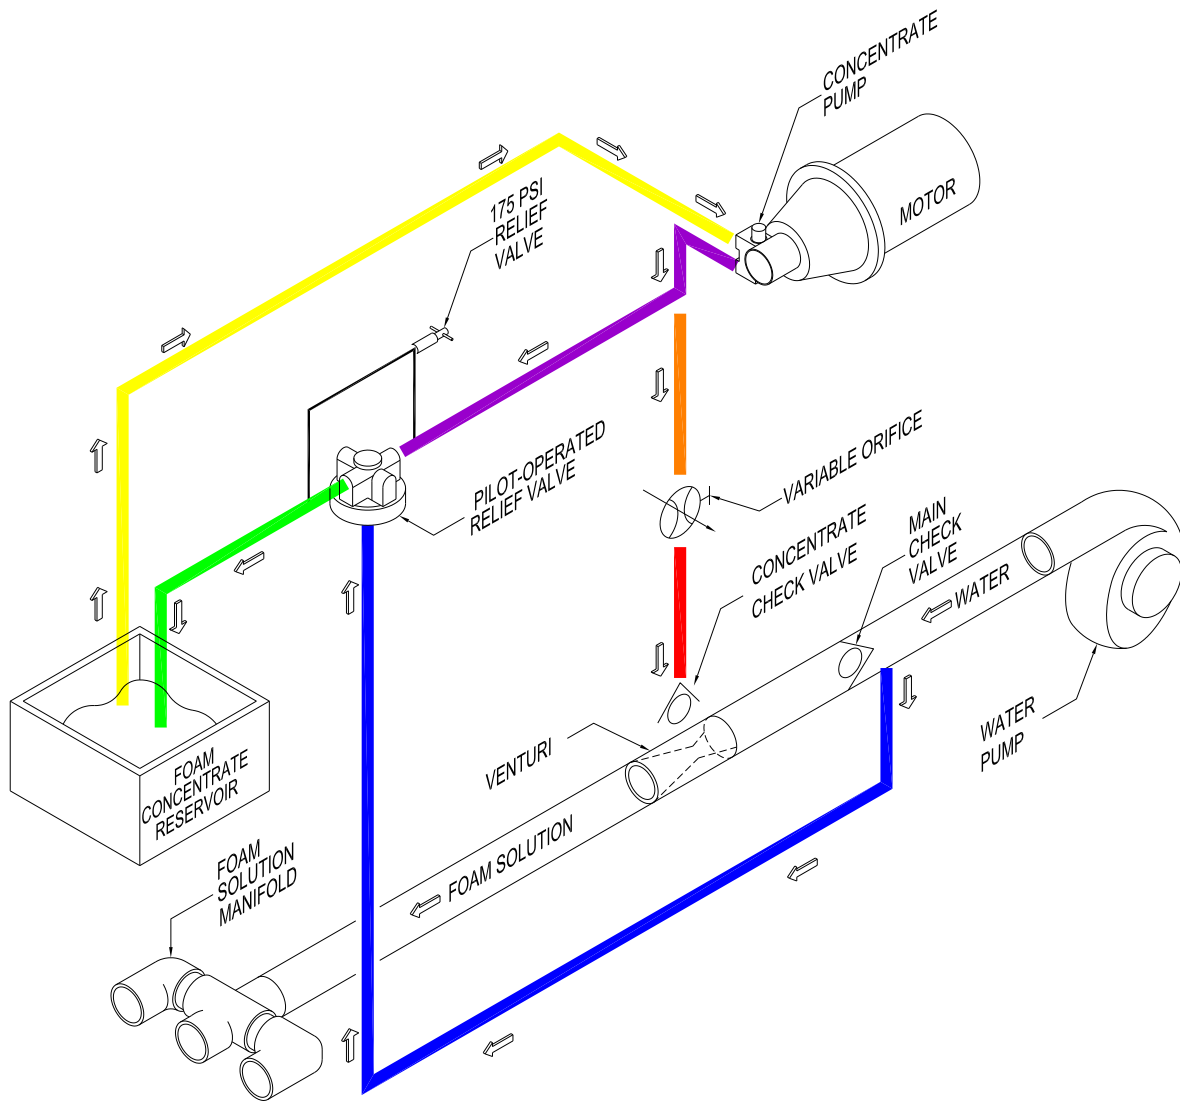 CONCENTRATE
PUMP
MOTOR
175 PSI
RELIEF
VALVE
PILOT-OPERATED
RELIEF VALVE
VARIABLE ORIFICE
CONCENTRATE
CHECK VALVE
MAIN
CHECK
VALVE
WATER
WATER
PUMP
VENTURI
FOAM
CONCENTRATE
RESERVOIR
FOAM SOLUTION
FOAM
SOLUTION
MANIFOLD